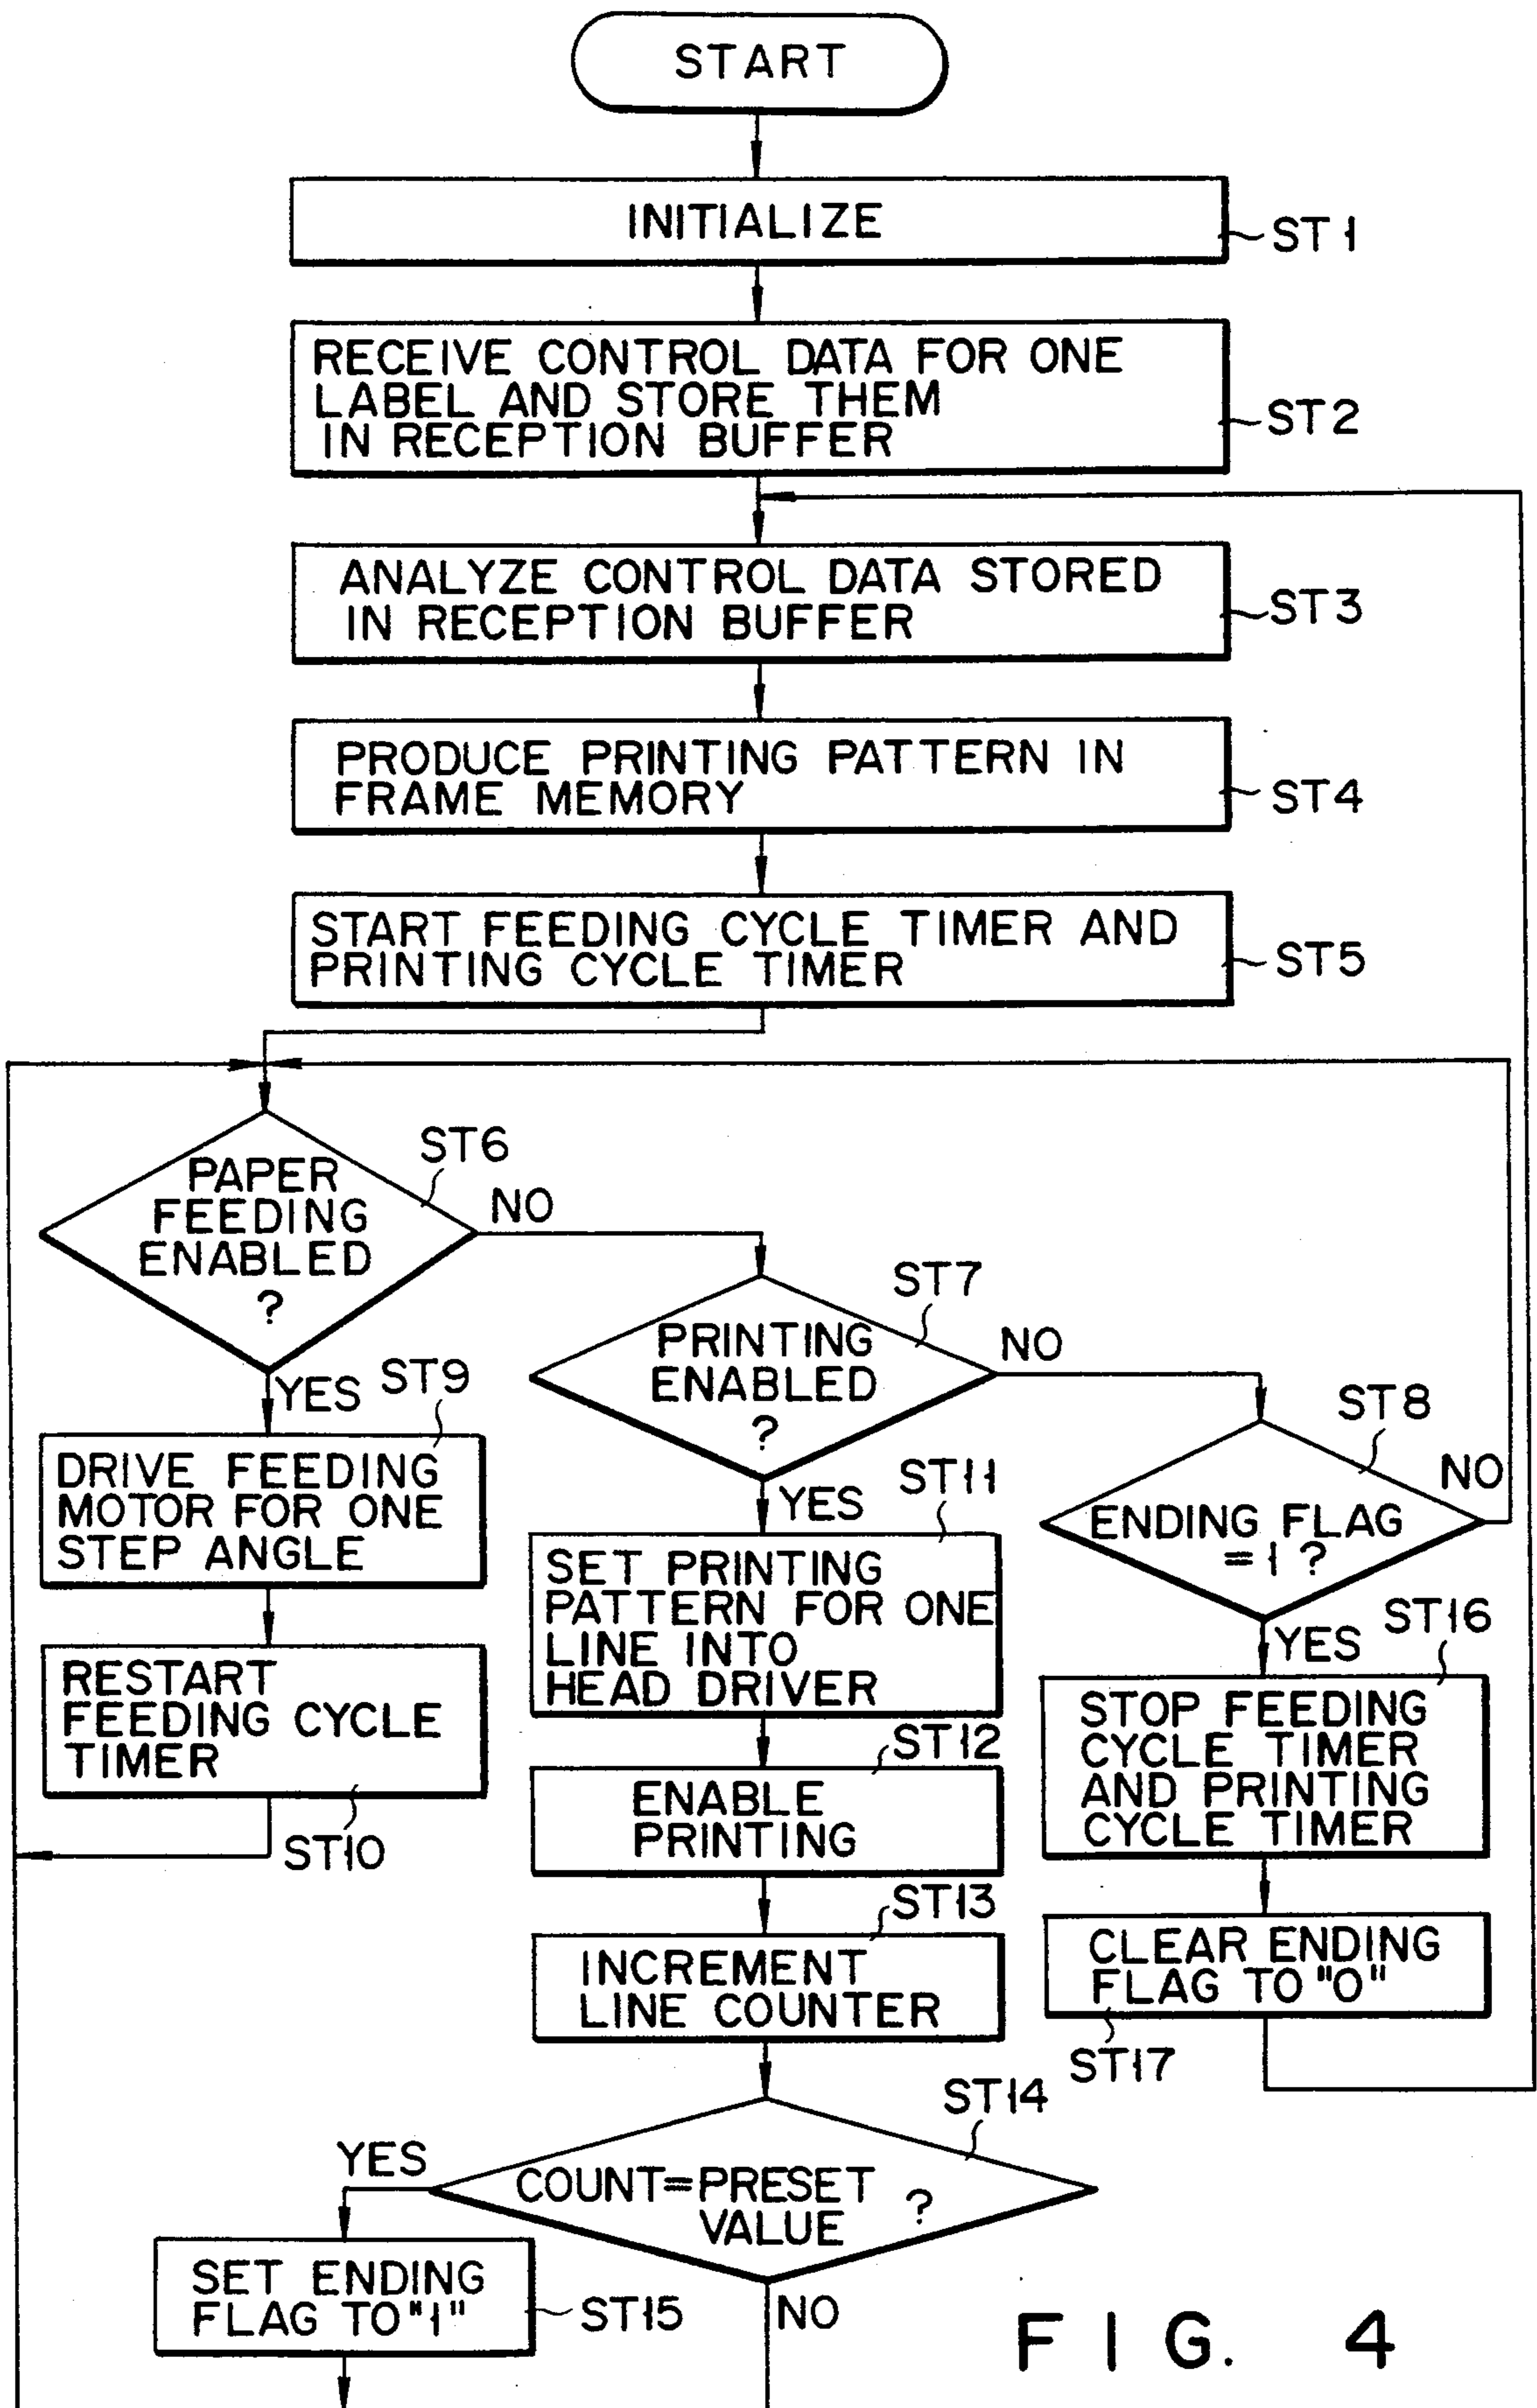 START
INITIALIZE
ST1
RECEIVE CONTROL DATA FOR ONE
LABEL AND STORE THEM
IN RECEPTION BUFFER
ST2
ANALYZE CONTROL DATA STORED
IN RECEPTION BUFFER
ST3
PRODUCE PRINTING PATTERN IN
FRAME MEMORY
ST4
START FEEDING CYCLE TIMER AND
PRINTING CYCLE TIMER
ST5
PAPER
FEEDING
ENABLED
?
ST6
NO
YES
PRINTING
ENABLED
?
ST7
NO
YES
ENDING FLAG
=1 ?
ST8
NO
YES
ST9
DRIVE FEEDING
MOTOR FOR ONE
STEP ANGLE
RESTART
FEEDING CYCLE
TIMER
ST10
ST11
SET PRINTING
PATTERN FOR ONE
LINE INTO
HEAD DRIVER
ST12
ENABLE
PRINTING
ST13
INCREMENT
LINE COUNTER
ST16
STOP FEEDING
CYCLE TIMER
AND PRINTING
CYCLE TIMER
CLEAR ENDING
FLAG TO "0"
ST17
ST14
COUNT=PRESET
VALUE ?
YES
NO
SET ENDING
FLAG TO "1"
ST15
FIG. 4